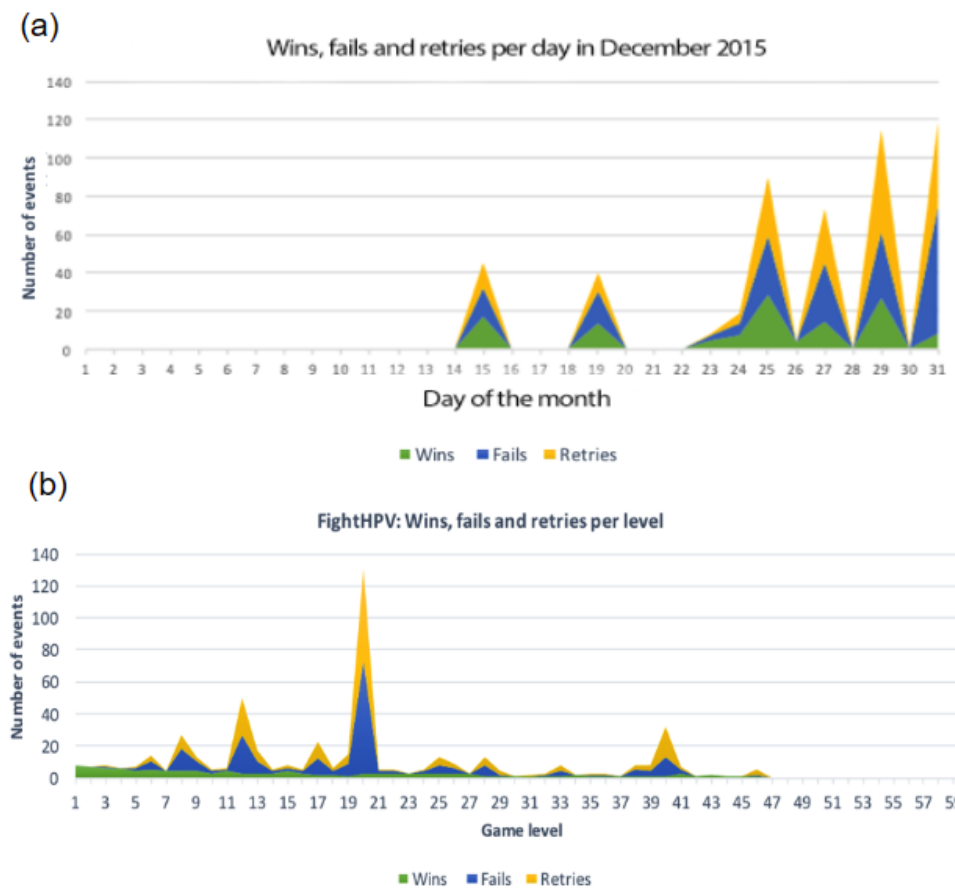 (a)
Wins, fails and retries per day in December 2015
140
120
100
80
60
40
20
0
Number of events
1 2 3 4 5 6 7 8 9 10 11 12 13 14 15 16 17 18 19 20 21 22 23 24 25 26 27 28 29 30 31
Day of the month
Wins Fails Retries
(b)
FightHPV: Wins, fails and retries per level
140
120
100
80
60
40
20
0
Number of events
1 3 5 7 9 11 13 15 17 19 21 23 25 27 29 31 33 35 37 39 41 43 45 47 49 51 53 55 57 59
Game level
Wins Fails Retries